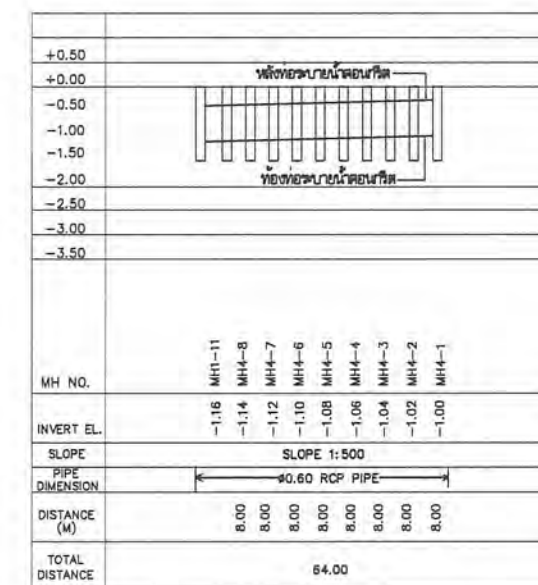 +0.50
+0.00
-0.50
-1.00
-1.50
-2.00
-2.50
-3.00
-3.50
หลังท่อระบายน้ำคอนกรีต
ท้องท่อระบายน้ำคอนกรีต
MH NO.
MH1-11 MH4-8 MH4-7 MH4-6 MH4-5 MH4-4 MH4-3 MH4-2 MH4-1
INVERT EL.
-1.16 -1.14 -1.12 -1.10 -1.08 -1.06 -1.04 -1.02 -1.00
SLOPE
SLOPE 1:500
PIPE
DIMENSION
ø0.60 RCP PIPE
DISTANCE
(M)
8.00 8.00 8.00 8.00 8.00 8.00 8.00 8.00
TOTAL
DISTANCE
64.00